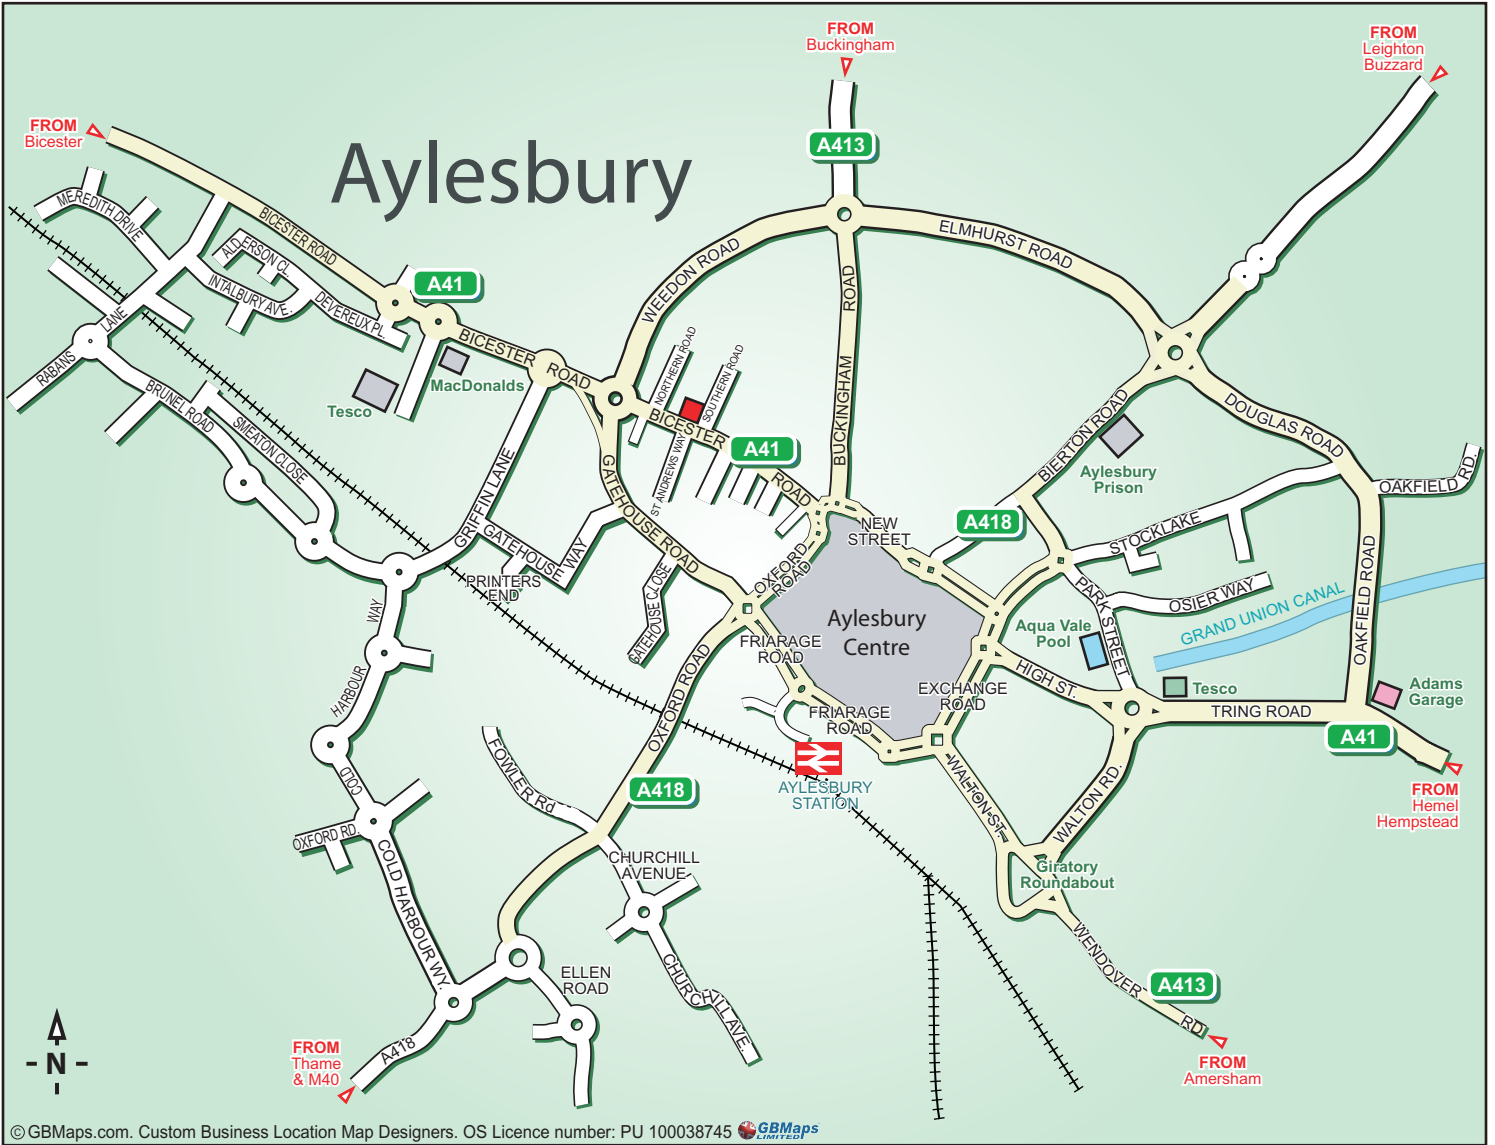 FROM
Buckingham
FROM
Leighton
Buzzard
FROM
Bicester
Aylesbury
A413
MEREDITH DRIVE
BICESTER ROAD
ALDERSON CL.
INTALBURY AVE.
DEVEREUX PL.
A41
WEEDON ROAD
ELMHURST ROAD
BUCKINGHAM ROAD
RABANS LANE
BICESTER ROAD
MacDonalds
Tesco
NORTHERN ROAD
SOUTHERN ROAD
BICESTER ROAD
A41
ST ANDREWS WAY
BRUNEL ROAD
SMEATON CLOSE
GRIFFIN LANE
GATEHOUSE WAY
GATEHOUSE ROAD
PRINTERS
END
GATEHOUSE CLOSE
OXFORD
ROAD
NEW
STREET
A418
BIERTON ROAD
Aylesbury
Prison
DOUGLAS ROAD
OAKFIELD RD.
STOCKLAKE
PARK STREET
OSIER WAY
GRAND UNION CANAL
OAKFIELD ROAD
Aylesbury
Centre
Aqua Vale
Pool
HIGH ST.
Tesco
TRING ROAD
Adams
Garage
A41
FROM
Hemel
Hempstead
FRIARAGE
ROAD
EXCHANGE
ROAD
FRIARAGE
ROAD
AYLESBURY
STATION
WALTON ST.
WALTON RD.
Giratory
Roundabout
WENDOVER RD.
A413
FROM
Amersham
OXFORD ROAD
A418
FOWLER Rd
CHURCHILL
AVENUE
CHURCHILL AVE.
ELLEN
ROAD
COLD HARBOUR WAY
OXFORD RD.
COLD HARBOUR WY.
A418
FROM
Thame
& M40
N
© GBMaps.com. Custom Business Location Map Designers. OS Licence number: PU 100038745 GBMaps
LIMITED